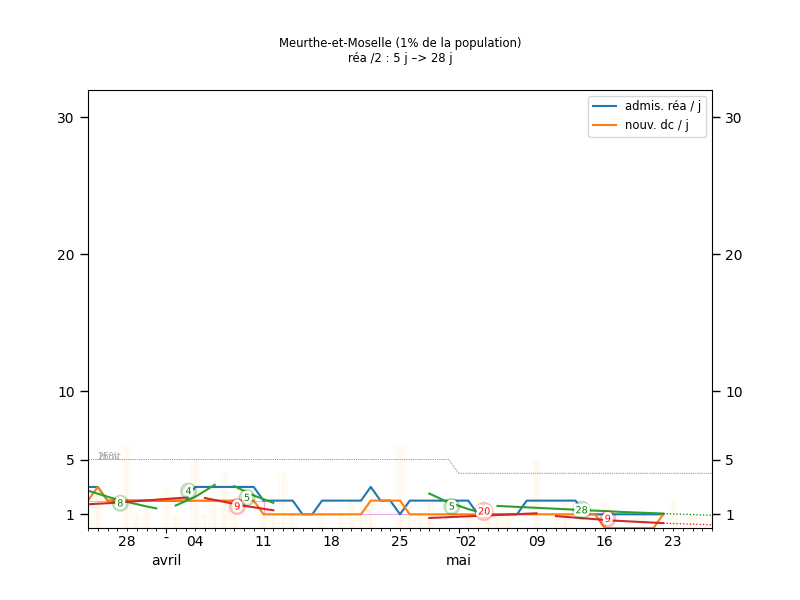 Meurthe-et-Moselle (1% de la population)
réa /2 : 5 j –> 28 j
admis. réa / j
nouv. dc / j
30 30
20 20
10 10
5 5
1 1
8 4 5 9 5 20 28 9
28 04 11 18 25 02 09 16 23
avril mai